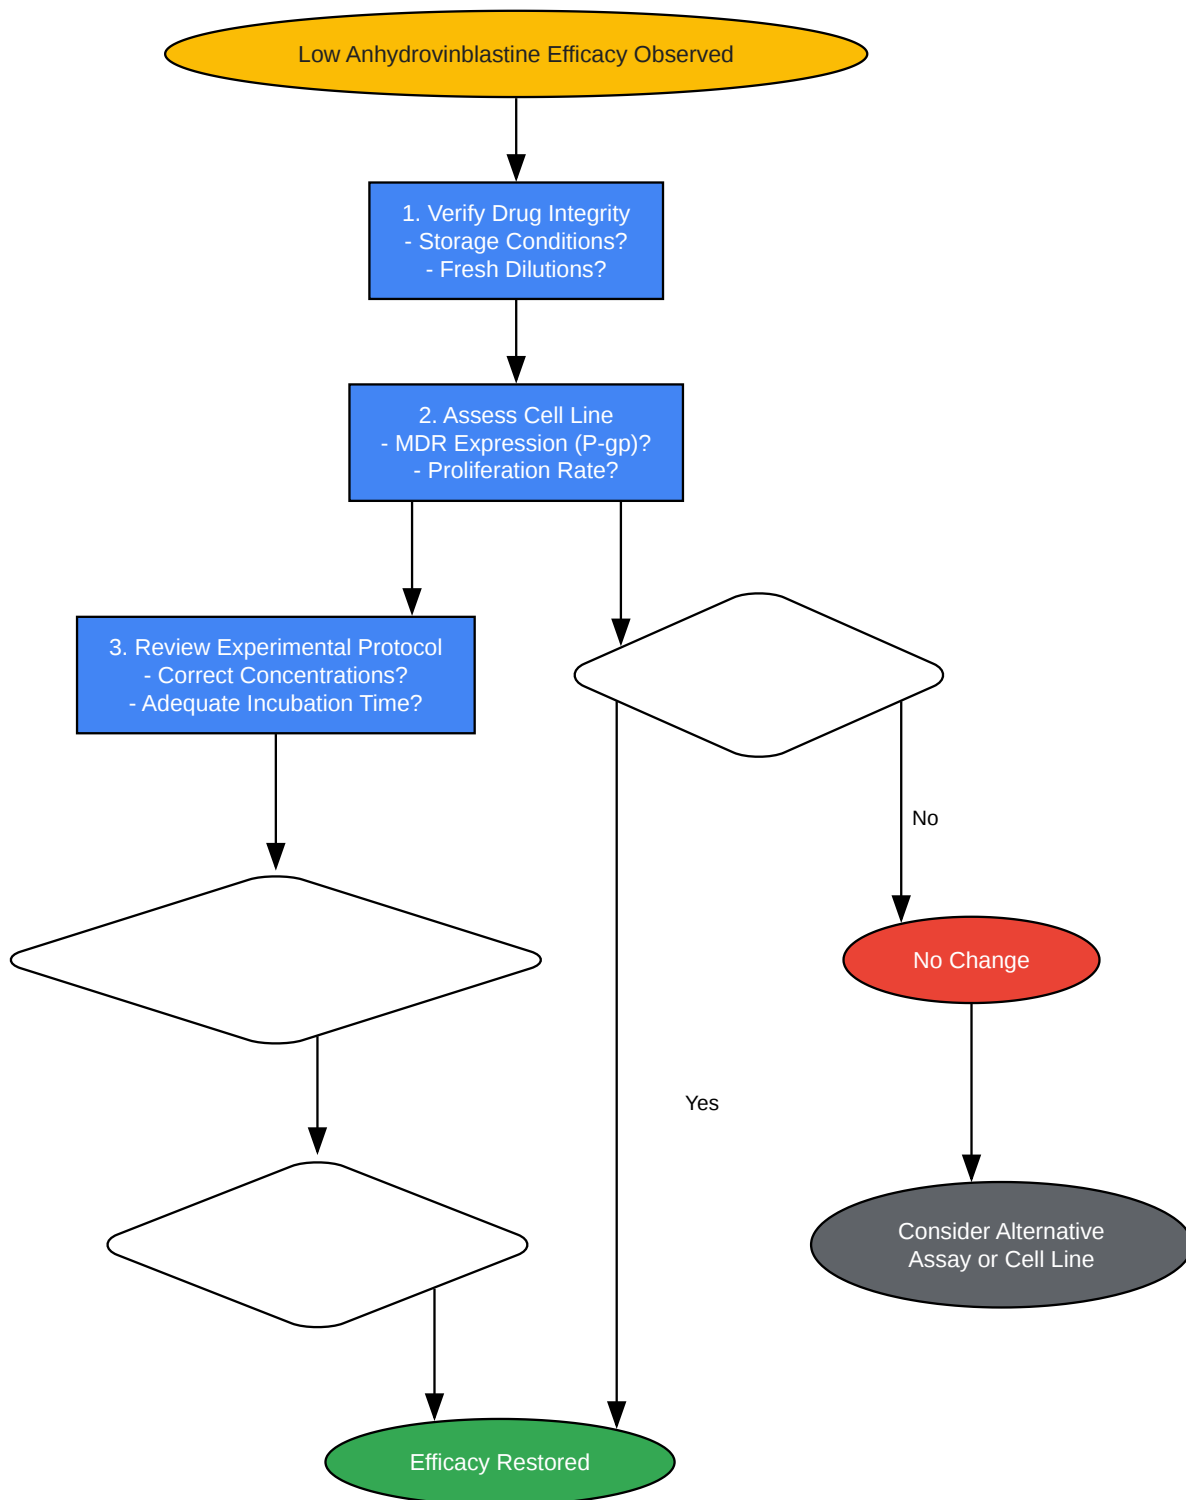 Low Anhydrovinblastine Efficacy Observed
1. Verify Drug Integrity
- Storage Conditions?
- Fresh Dilutions?
2. Assess Cell Line
- MDR Expression (P-gp)?
- Proliferation Rate?
3. Review Experimental Protocol
- Correct Concentrations?
- Adequate Incubation Time?
No
No Change
Yes
Consider Alternative
Assay or Cell Line
Efficacy Restored